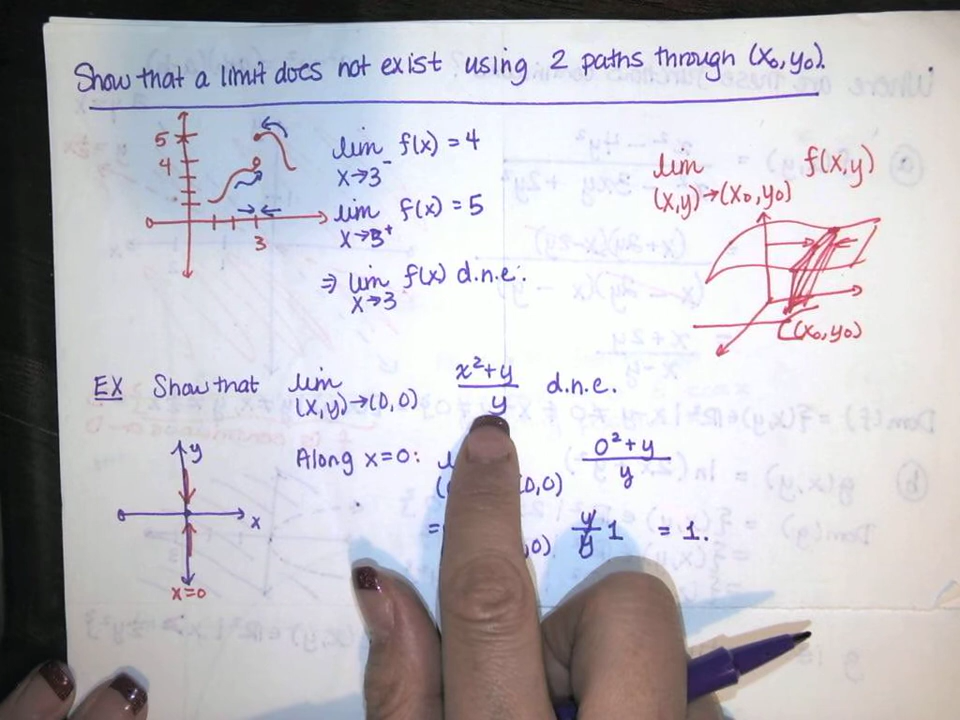 Show that a limit does not exist using 2 paths through (x₀, y₀).
5
4
3
lim f(x) = 4
x→3⁻
lim f(x) = 5
x→3⁺
⇒ lim f(x) d.n.e.
x→3
lim f(x,y)
(x,y)→(x₀,y₀)
(x₀,y₀)
EX Show that lim x²+y / y d.n.e.
(x,y)→(0,0)
y
x
x=0
Along x=0: 0²+y / y
0,0)
= y / y 1 = 1.
,0)